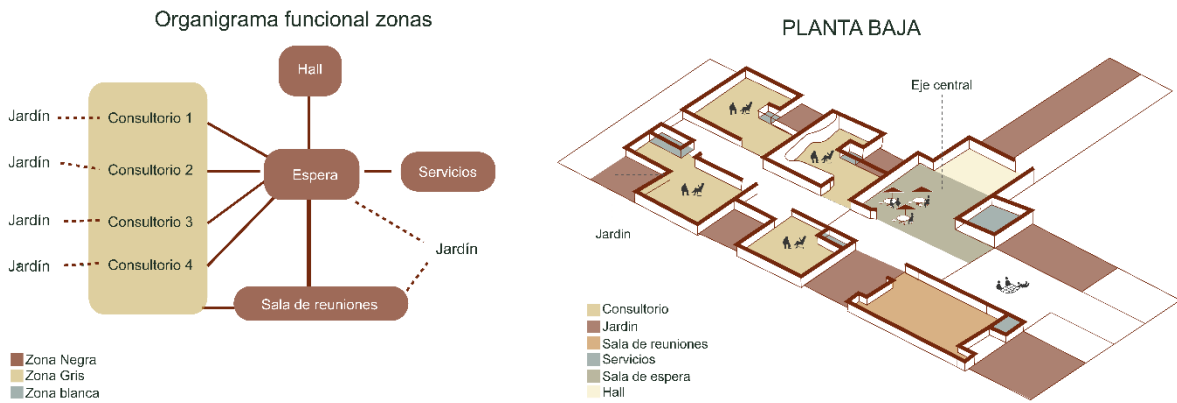 Organigrama funcional zonas
Hall
Jardín
Consultorio 1
Jardín
Consultorio 2
Espera
Servicios
Jardín
Consultorio 3
Jardín
Consultorio 4
Jardín
Sala de reuniones
Zona Negra
Zona Gris
Zona blanca
PLANTA BAJA
Eje central
Jardin
Consultorio
Jardin
Sala de reuniones
Servicios
Sala de espera
Hall